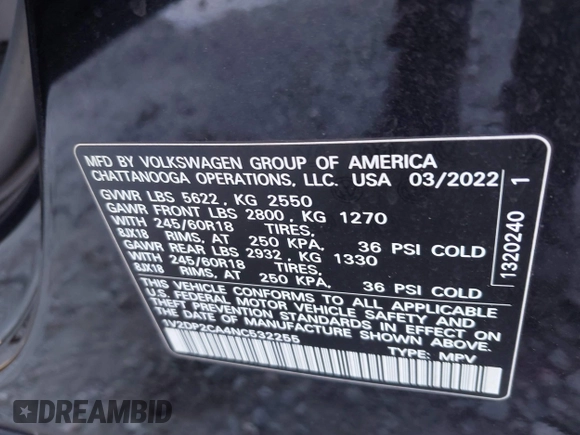 MFD BY VOLKSWAGEN GROUP OF AMERICA
CHATTANOOGA OPERATIONS, LLC. USA 03/2022
GVWR LBS 5622 , KG 2550
GAWR FRONT LBS 2800 , KG 1270
WITH 245/60R18 TIRES,
8JX18 RIMS, AT 250 KPA, 36 PSI COLD
GAWR REAR LBS 2932 , KG 1330
WITH 245/60R18 TIRES,
8JX18 RIMS, AT 250 KPA, 36 PSI COLD
THIS VEHICLE CONFORMS TO ALL APPLICABLE
U.S. FEDERAL MOTOR VEHICLE SAFETY AND
THEFT PREVENTION STANDARDS IN EFFECT ON
THE DATE OF MANUFACTURE SHOWN ABOVE.
1V2DP2CA4NC532255
TYPE: MPV
1320240 1
DREAMBID